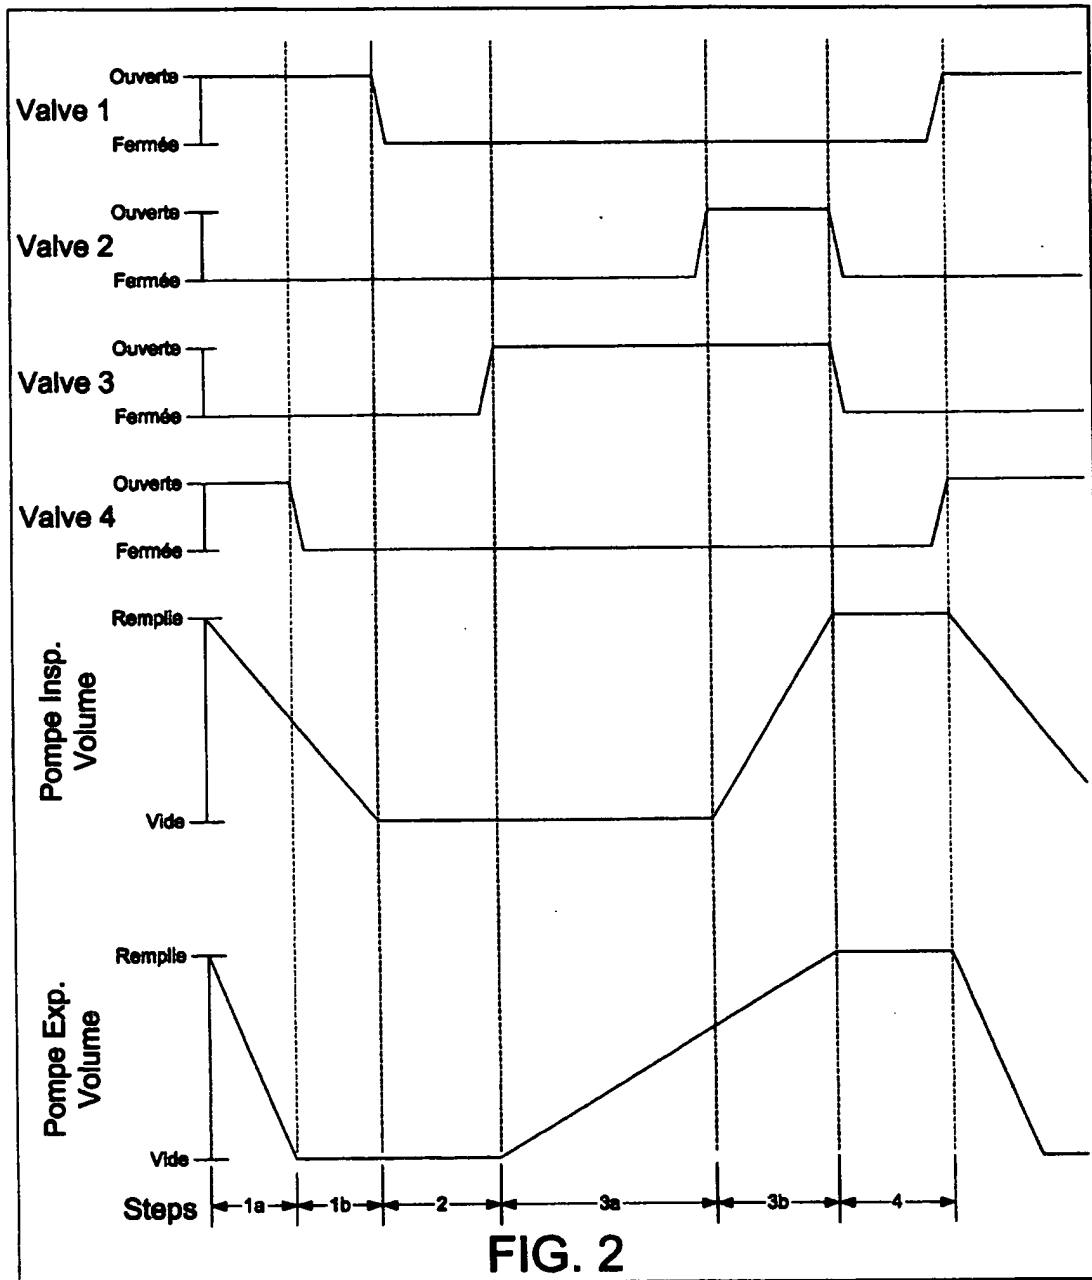 Ouverte
Valve 1
Fermée
Ouverte
Valve 2
Fermée
Ouverte
Valve 3
Fermée
Ouverte
Valve 4
Fermée
Remplie
Pompe Insp.
Volume
Vide
Remplie
Pompe Exp.
Volume
Vide
Steps 1a 1b 2 3a 3b 4
FIG. 2